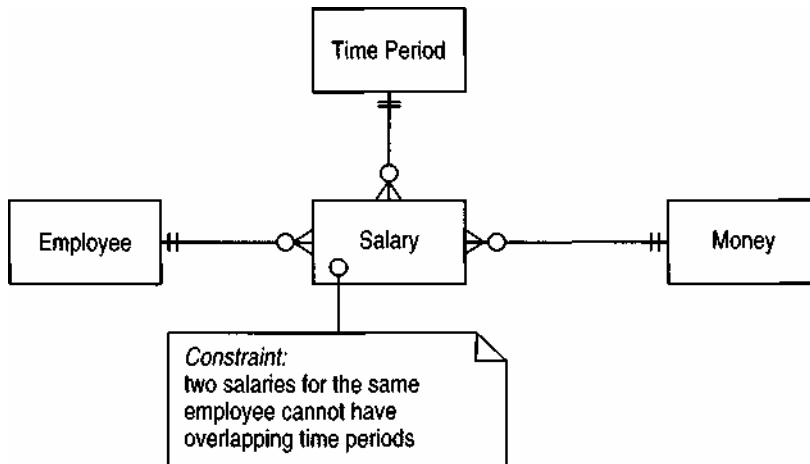 Time Period
Employee
Salary
Money
Constraint:
two salaries for the same
employee cannot have
overlapping time periods